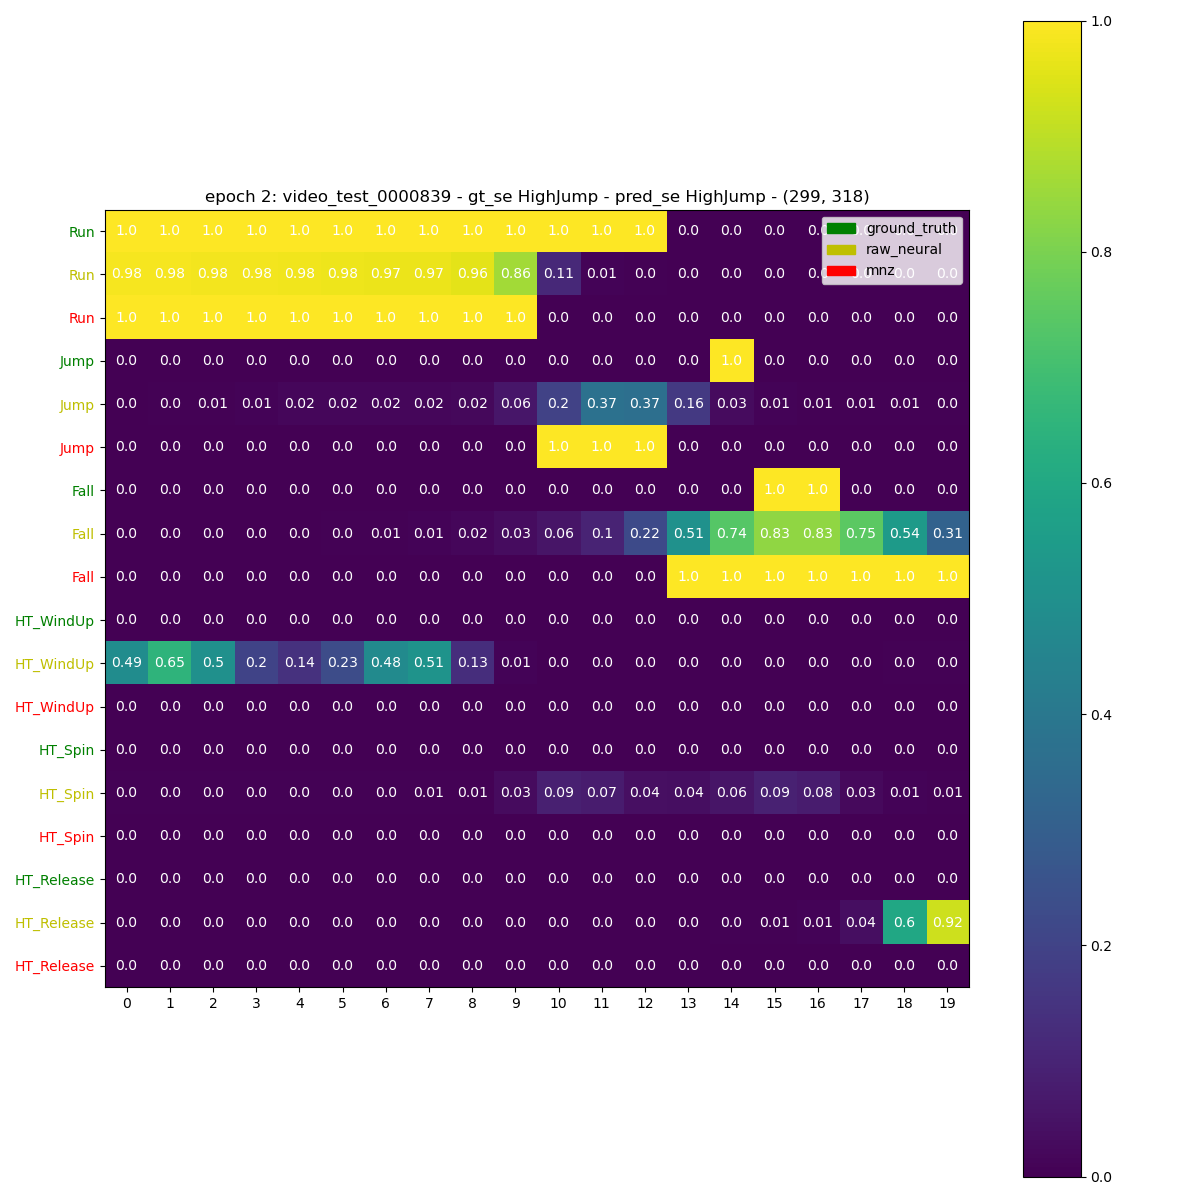 epoch 2: video_test_0000839 - gt_se HighJump - pred_se HighJump - (299, 318)
ground_truth
raw_neural
mnz
Run 1.0 1.0 1.0 1.0 1.0 1.0 1.0 1.0 1.0 1.0 1.0 1.0 1.0 0.0 0.0 0.0
Run 0.98 0.98 0.98 0.98 0.98 0.98 0.97 0.97 0.96 0.86 0.11 0.01 0.0 0.0 0.0 0.0 0.0 0.0
Run 1.0 1.0 1.0 1.0 1.0 1.0 1.0 1.0 1.0 1.0 0.0 0.0 0.0 0.0 0.0 0.0 0.0 0.0 0.0 0.0
Jump 0.0 0.0 0.0 0.0 0.0 0.0 0.0 0.0 0.0 0.0 0.0 0.0 0.0 0.0 1.0 0.0 0.0 0.0 0.0 0.0
Jump 0.0 0.0 0.01 0.01 0.02 0.02 0.02 0.02 0.02 0.06 0.2 0.37 0.37 0.16 0.03 0.01 0.01 0.01 0.01 0.0
Jump 0.0 0.0 0.0 0.0 0.0 0.0 0.0 0.0 0.0 0.0 1.0 1.0 1.0 0.0 0.0 0.0 0.0 0.0 0.0 0.0
Fall 0.0 0.0 0.0 0.0 0.0 0.0 0.0 0.0 0.0 0.0 0.0 0.0 0.0 0.0 0.0 1.0 1.0 0.0 0.0 0.0
Fall 0.0 0.0 0.0 0.0 0.0 0.0 0.01 0.01 0.02 0.03 0.06 0.1 0.22 0.51 0.74 0.83 0.83 0.75 0.54 0.31
Fall 0.0 0.0 0.0 0.0 0.0 0.0 0.0 0.0 0.0 0.0 0.0 0.0 0.0 1.0 1.0 1.0 1.0 1.0 1.0 1.0
HT_WindUp 0.0 0.0 0.0 0.0 0.0 0.0 0.0 0.0 0.0 0.0 0.0 0.0 0.0 0.0 0.0 0.0 0.0 0.0 0.0 0.0
HT_WindUp 0.49 0.65 0.5 0.2 0.14 0.23 0.48 0.51 0.13 0.01 0.0 0.0 0.0 0.0 0.0 0.0 0.0 0.0 0.0 0.0
HT_WindUp 0.0 0.0 0.0 0.0 0.0 0.0 0.0 0.0 0.0 0.0 0.0 0.0 0.0 0.0 0.0 0.0 0.0 0.0 0.0 0.0
HT_Spin 0.0 0.0 0.0 0.0 0.0 0.0 0.0 0.0 0.0 0.0 0.0 0.0 0.0 0.0 0.0 0.0 0.0 0.0 0.0 0.0
HT_Spin 0.0 0.0 0.0 0.0 0.0 0.0 0.0 0.01 0.01 0.03 0.09 0.07 0.04 0.04 0.06 0.09 0.08 0.03 0.01 0.01
HT_Spin 0.0 0.0 0.0 0.0 0.0 0.0 0.0 0.0 0.0 0.0 0.0 0.0 0.0 0.0 0.0 0.0 0.0 0.0 0.0 0.0
HT_Release 0.0 0.0 0.0 0.0 0.0 0.0 0.0 0.0 0.0 0.0 0.0 0.0 0.0 0.0 0.0 0.0 0.0 0.0 0.0 0.0
HT_Release 0.0 0.0 0.0 0.0 0.0 0.0 0.0 0.0 0.0 0.0 0.0 0.0 0.0 0.0 0.0 0.01 0.01 0.04 0.6 0.92
HT_Release 0.0 0.0 0.0 0.0 0.0 0.0 0.0 0.0 0.0 0.0 0.0 0.0 0.0 0.0 0.0 0.0 0.0 0.0 0.0 0.0
0 1 2 3 4 5 6 7 8 9 10 11 12 13 14 15 16 17 18 19
1.0
0.8
0.6
0.4
0.2
0.0